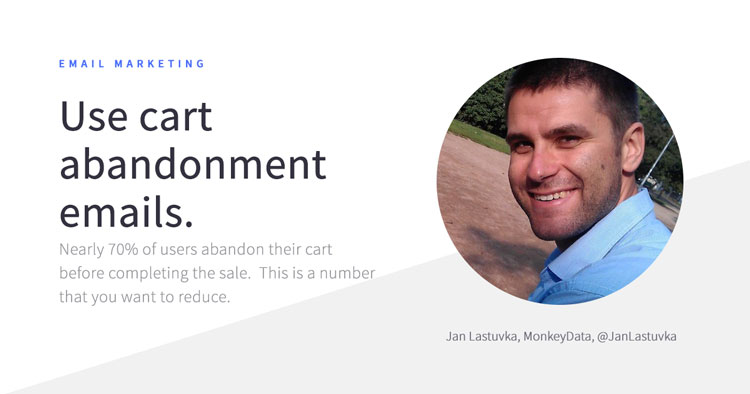 EMAIL MARKETING
Use cart
abandonment
emails.
Nearly 70% of users abandon their cart
before completing the sale.  This is a number
that you want to reduce.
Jan Lastuvka, MonkeyData, @JanLastuvka